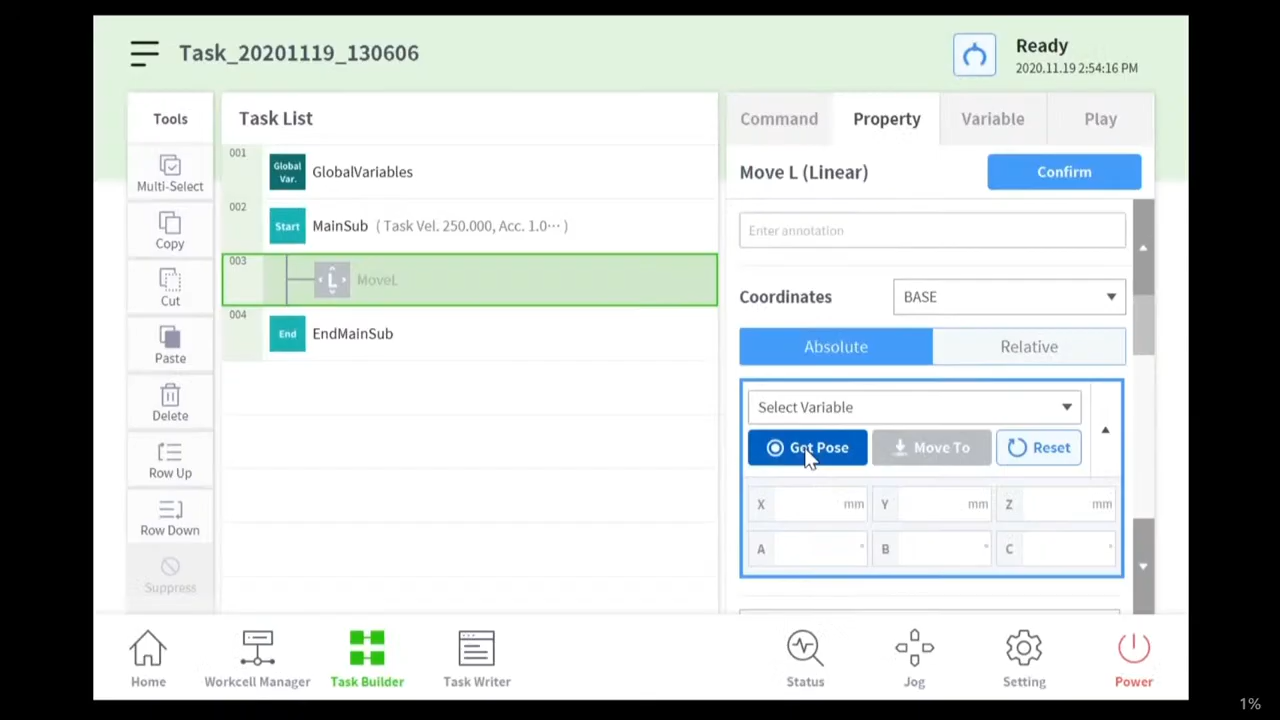 Task_20201119_130606
Ready
2020.11.19 2:54:16 PM
Tools
Multi-Select
Copy
Cut
Paste
Delete
Row Up
Row Down
Suppress
Task List
001
Global Var.
GlobalVariables
002
Start
MainSub ( Task Vel. 250.000, Acc. 1.0··· )
003
L
MoveL
004
End
EndMainSub
Command
Property
Variable
Play
Move L (Linear)
Confirm
Enter annotation
Coordinates
BASE
Absolute
Relative
Select Variable
Get Pose
Move To
Reset
X mm
Y mm
Z mm
A °
B °
C °
Home
Workcell Manager
Task Builder
Task Writer
Status
Jog
Setting
Power
1%